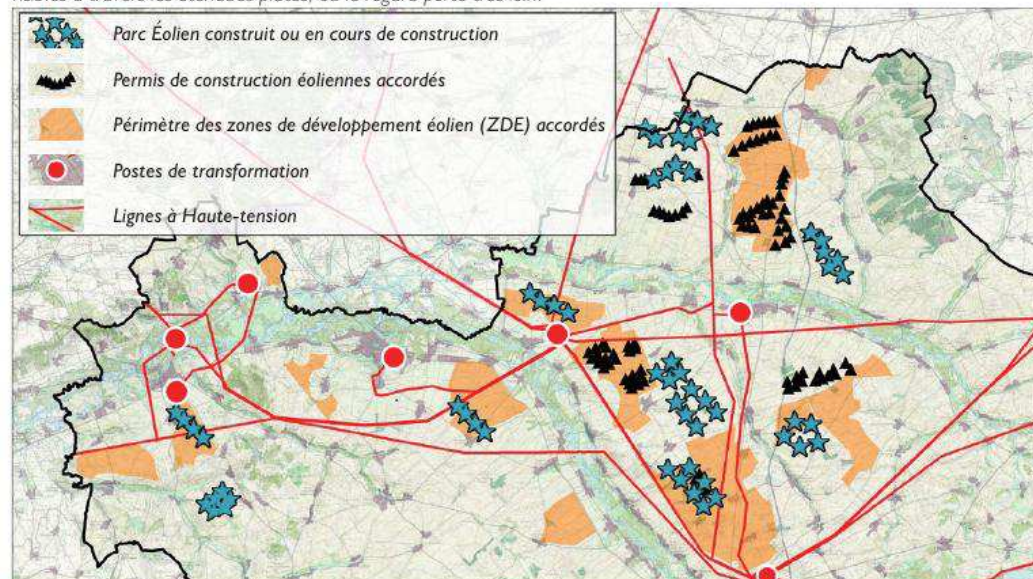 Parc Éolien construit ou en cours de construction
Permis de construction éoliennes accordés
Périmètre des zones de développement éolien (ZDE) accordés
Postes de transformation
Lignes à Haute-tension